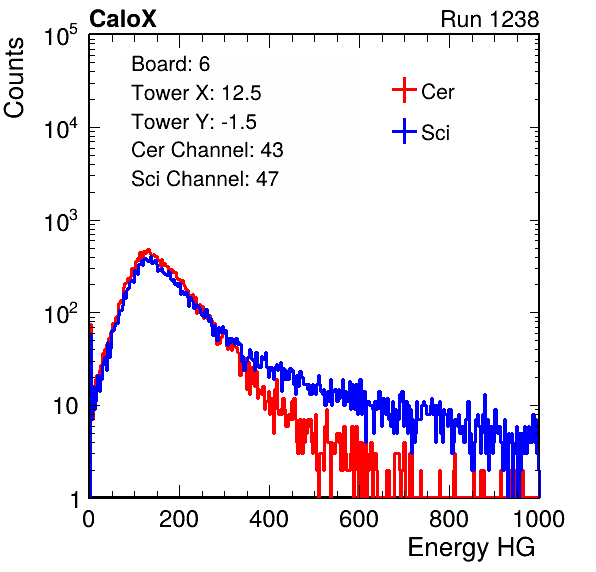 CaloX Run 1238
Counts
10^5
10^4
10^3
10^2
10
1
Board: 6
Tower X: 12.5
Tower Y: -1.5
Cer Channel: 43
Sci Channel: 47
Cer
Sci
0 200 400 600 800 1000
Energy HG